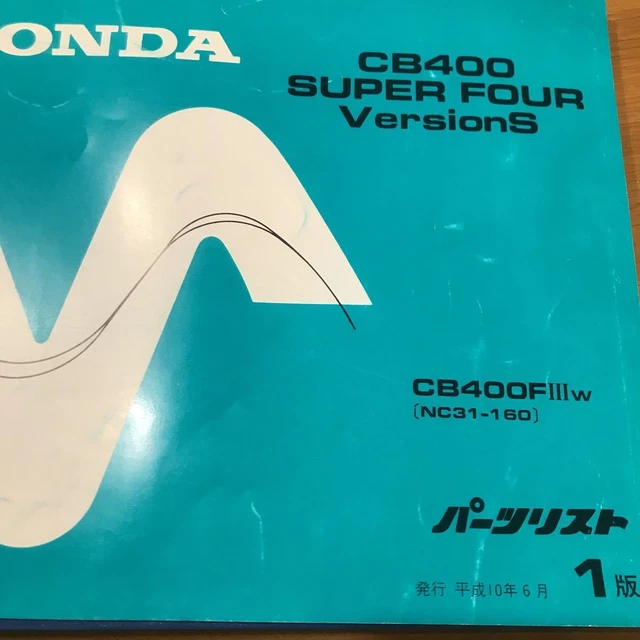 ONDA
CB400
SUPER FOUR
VersionS
CB400FIIIW
〔NC31-160〕
パーツリスト
発行 平成10年6月 1版